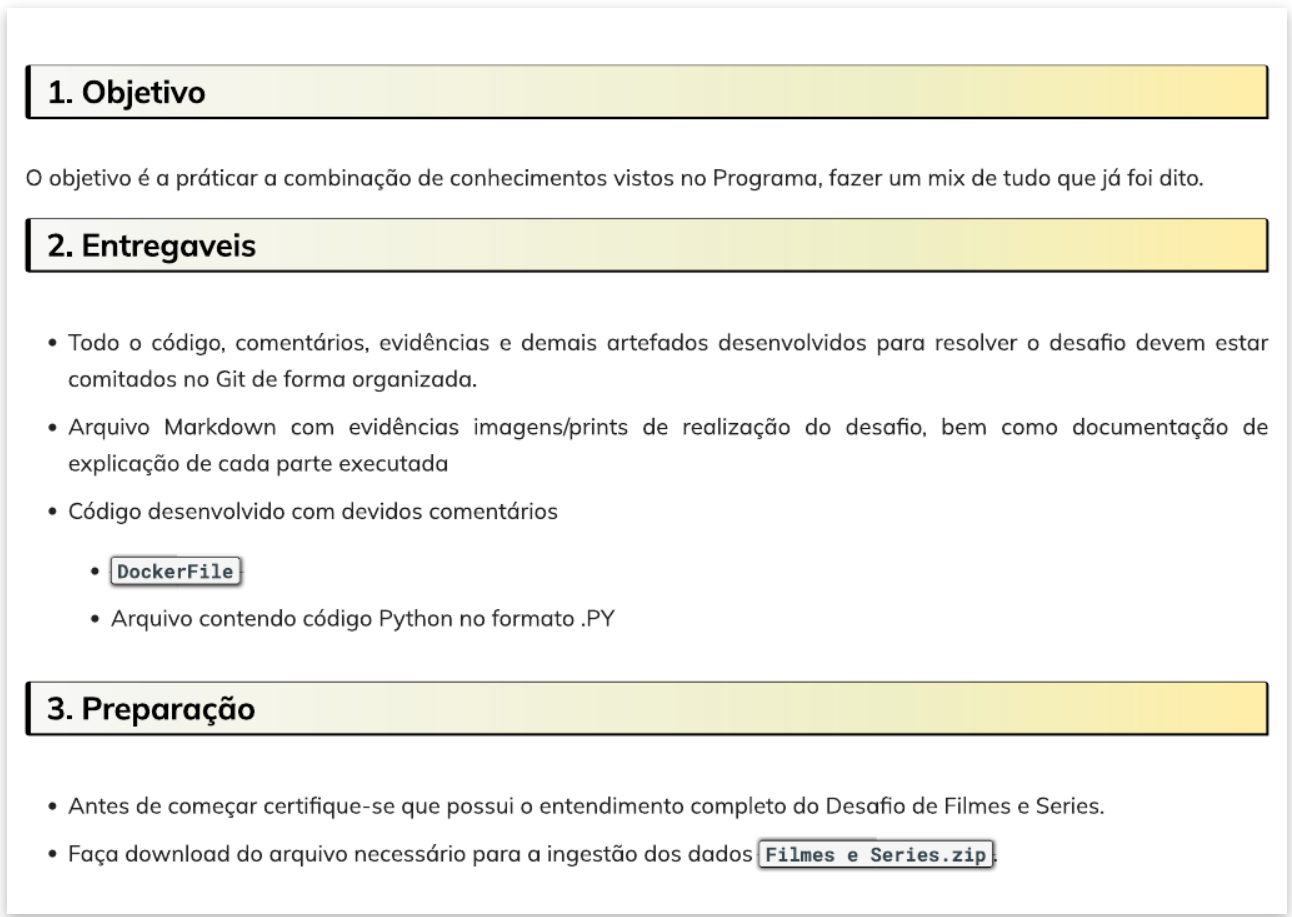 1. Objetivo
O objetivo é a práticar a combinação de conhecimentos vistos no Programa, fazer um mix de tudo que já foi dito.
2. Entregaveis
• Todo o código, comentários, evidências e demais artefados desenvolvidos para resolver o desafio devem estar
comitados no Git de forma organizada.
• Arquivo Markdown com evidências imagens/prints de realização do desafio, bem como documentação de
explicação de cada parte executada
• Código desenvolvido com devidos comentários
• DockerFile
• Arquivo contendo código Python no formato .PY
3. Preparação
• Antes de começar certifique-se que possui o entendimento completo do Desafio de Filmes e Series.
• Faça download do arquivo necessário para a ingestão dos dados Filmes e Series.zip.